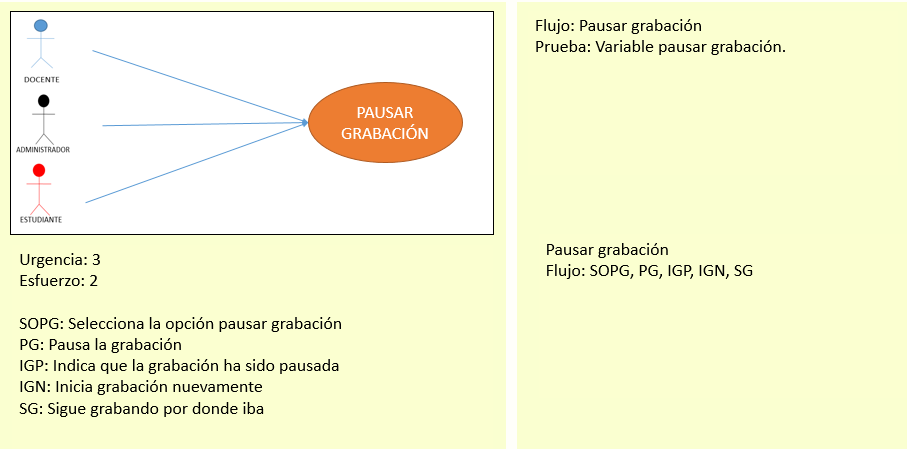 DOCENTE
ADMINISTRADOR
ESTUDIANTE
PAUSAR
GRABACIÓN
Urgencia: 3
Esfuerzo: 2
SOPG: Selecciona la opción pausar grabación
PG: Pausa la grabación
IGP: Indica que la grabación ha sido pausada
IGN: Inicia grabación nuevamente
SG: Sigue grabando por donde iba
Flujo: Pausar grabación
Prueba: Variable pausar grabación.
Pausar grabación
Flujo: SOPG, PG, IGP, IGN, SG